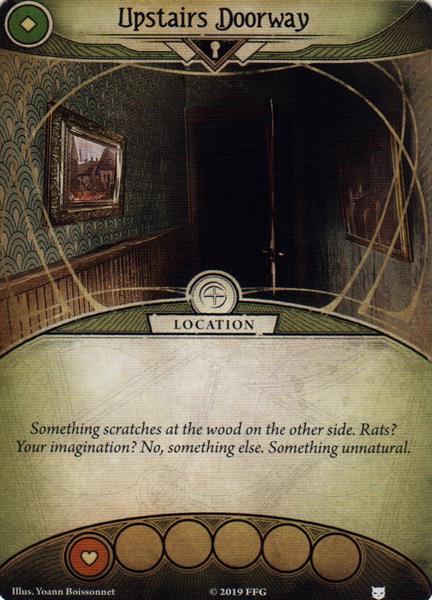 Upstairs Doorway
LOCATION
Something scratches at the wood on the other side. Rats?
Your imagination? No, something else. Something unnatural.
Illus. Yoann Boissonnet
© 2019 FFG